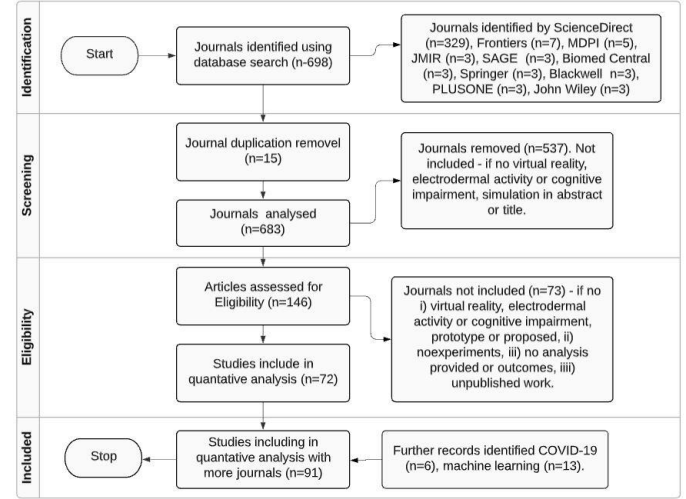 Identification
Start
Journals identified using
database search (n-698)
Journals identified by ScienceDirect
(n=329), Frontiers (n=7), MDPI (n=5),
JMIR (n=3), SAGE (n=3), Biomed Central
(n=3), Springer (n=3), Blackwell n=3),
PLUSONE (n=3), John Wiley (n=3)
Screening
Journal duplication removel
(n=15)
Journals analysed
(n=683)
Journals removed (n=537). Not
included - if no virtual reality,
electrodermal activity or cognitive
impairment, simulation in abstract
or title.
Eligibility
Articles assessed for
Eligibility (n=146)
Studies include in
quantative analysis (n=72)
Journals not included (n=73) - if no
i) virtual reality, electrodermal
activity or cognitive impairment,
prototype or proposed, ii)
noexperiments, iii) no analysis
provided or outcomes, iiii)
unpublished work.
Included
Stop
Studies including in
quantative analysis with
more journals (n=91)
Further records identified COVID-19
(n=6), machine learning (n=13).